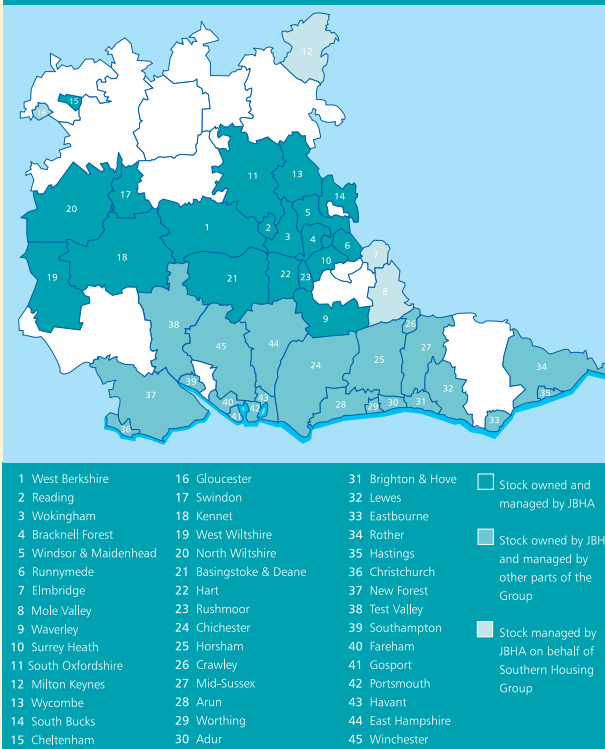 12
15
16
11
13
14
17
20
5
1
2
3
4
6
7
18
10
19
21
22
23
8
9
38
26
45
44
27
24
25
34
39
32
37
35
40
43
28
29
30
31
41
42
33
36
1 West Berkshire
2 Reading
3 Wokingham
4 Bracknell Forest
5 Windsor & Maidenhead
6 Runnymede
7 Elmbridge
8 Mole Valley
9 Waverley
10 Surrey Heath
11 South Oxfordshire
12 Milton Keynes
13 Wycombe
14 South Bucks
15 Cheltenham
16 Gloucester
17 Swindon
18 Kennet
19 West Wiltshire
20 North Wiltshire
21 Basingstoke & Deane
22 Hart
23 Rushmoor
24 Chichester
25 Horsham
26 Crawley
27 Mid-Sussex
28 Arun
29 Worthing
30 Adur
31 Brighton & Hove
32 Lewes
33 Eastbourne
34 Rother
35 Hastings
36 Christchurch
37 New Forest
38 Test Valley
39 Southampton
40 Fareham
41 Gosport
42 Portsmouth
43 Havant
44 East Hampshire
45 Winchester
Stock owned and
managed by JBHA
Stock owned by JBH
and managed by
other parts of the
Group
Stock managed by
JBHA on behalf of
Southern Housing
Group